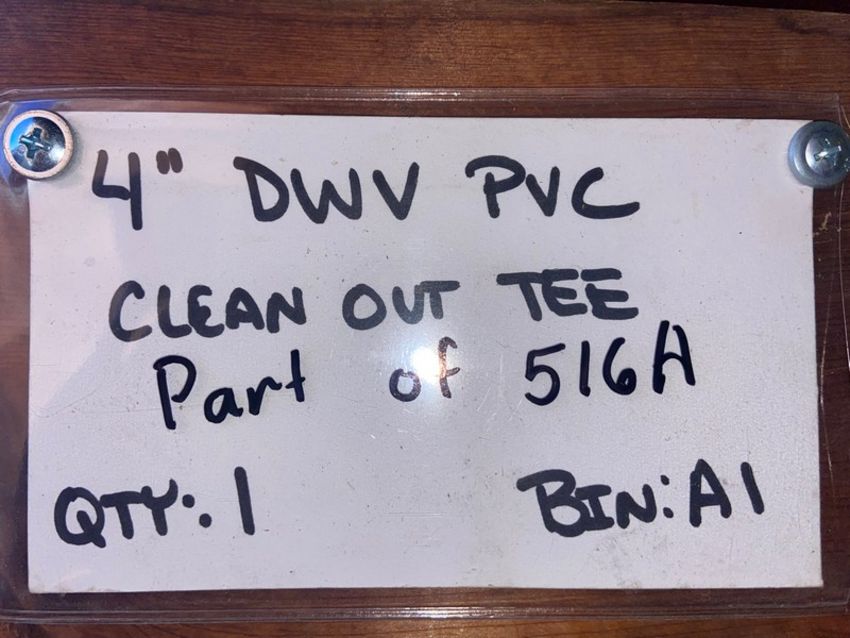 4" DWV PVC
CLEAN OUT TEE
Part of 516A
QTY: 1 BIN: A1